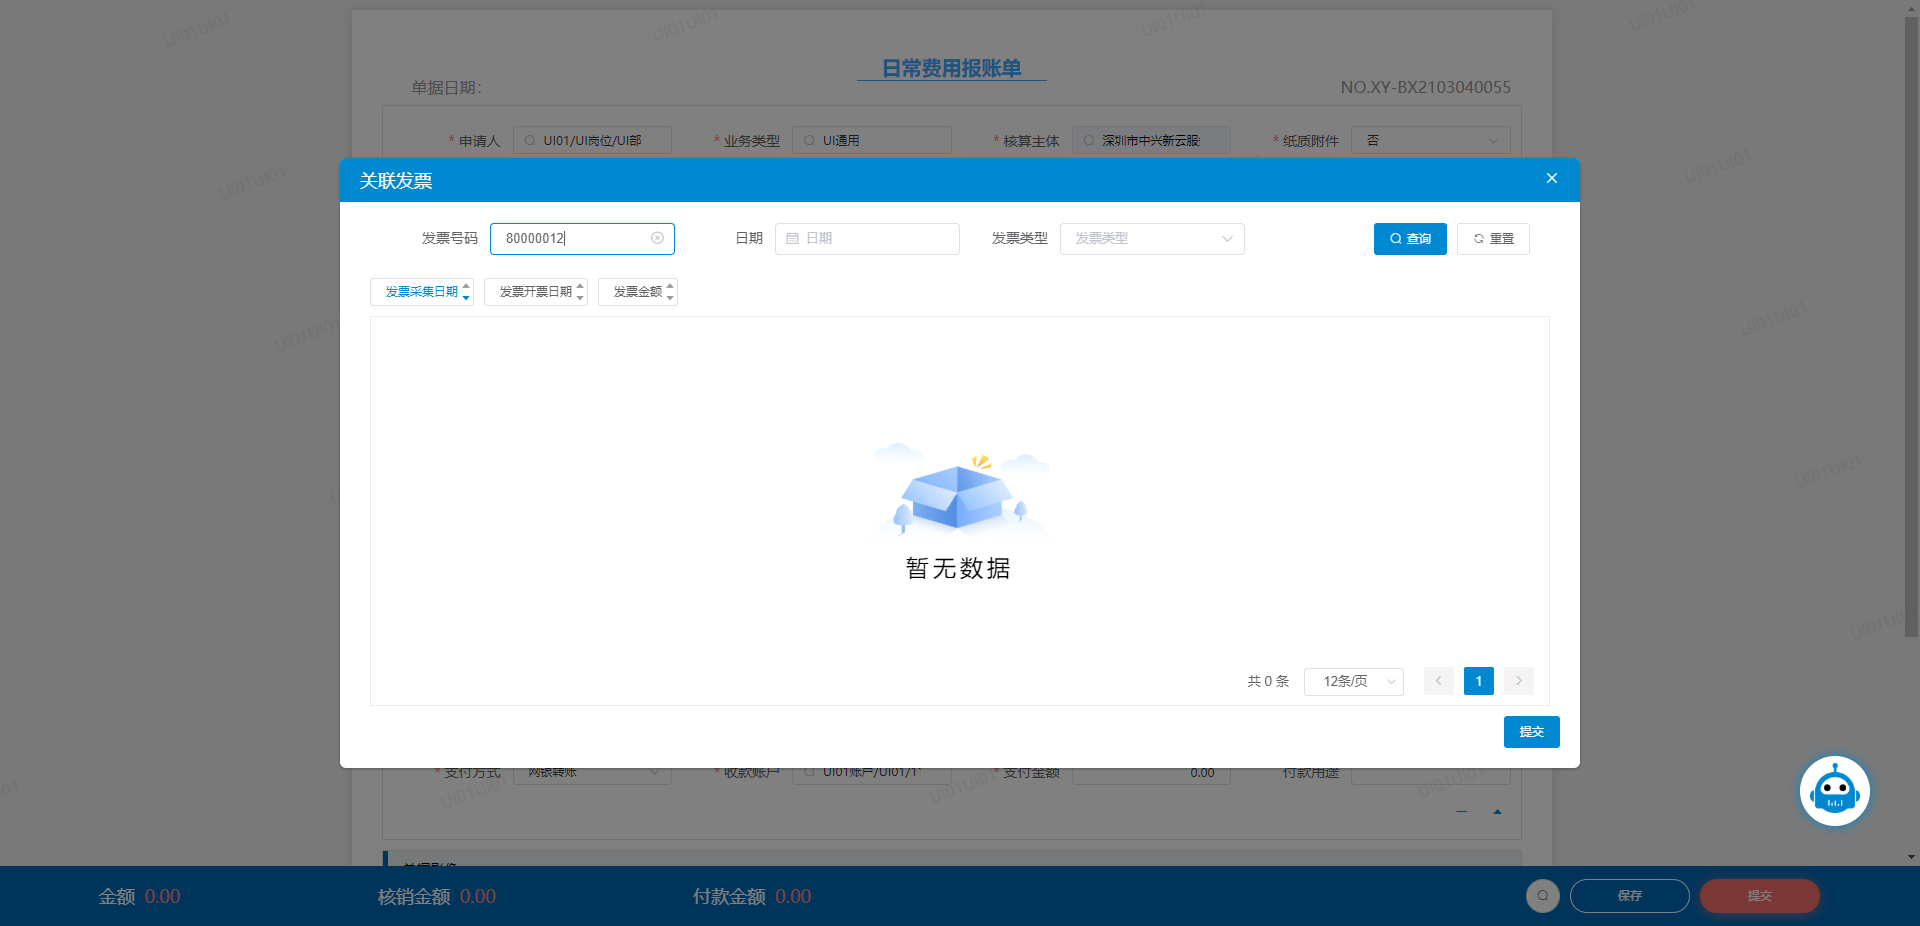 日常费用报账单
单据日期:
NO.XY-BX2103040055
* 申请人 UI01/UI岗位/UI部 * 业务类型 UI通用 * 核算主体 深圳市中兴新云服 * 纸质附件 否
关联发票
发票号码 80000012 日期 日期 发票类型 发票类型 查询 重置
发票采集日期 发票开票日期 发票金额
暂无数据
共 0 条 12条/页 1
提交
* 支付方式 网银转账 * 收款账户 UI01账户/UI01/1 * 支付金额 0.00 付款用途
单据影像
金额 0.00 核销金额 0.00 付款金额 0.00 保存 提交
UI01UI01